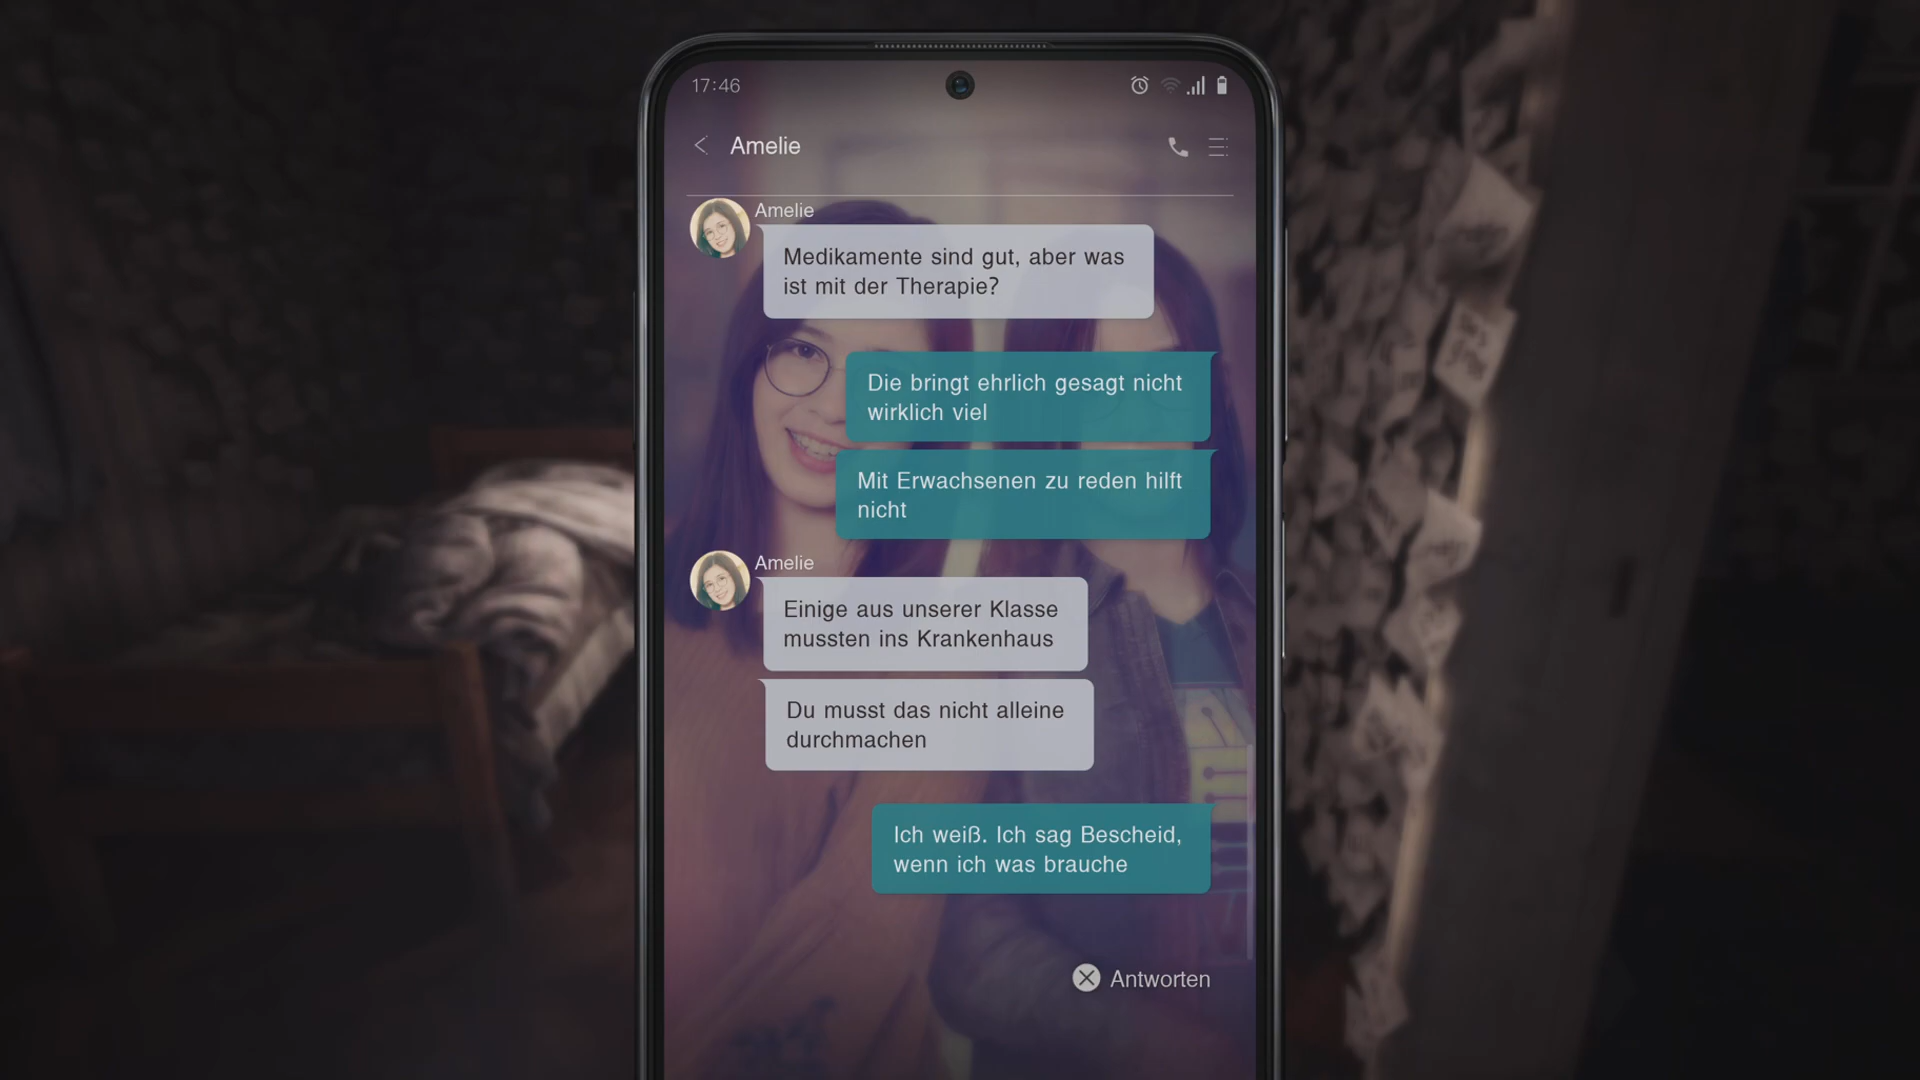 17:46
Amelie
Amelie
Medikamente sind gut, aber was
ist mit der Therapie?
Die bringt ehrlich gesagt nicht
wirklich viel
Mit Erwachsenen zu reden hilft
nicht
Amelie
Einige aus unserer Klasse
mussten ins Krankenhaus
Du musst das nicht alleine
durchmachen
Ich weiß. Ich sag Bescheid,
wenn ich was brauche
Antworten